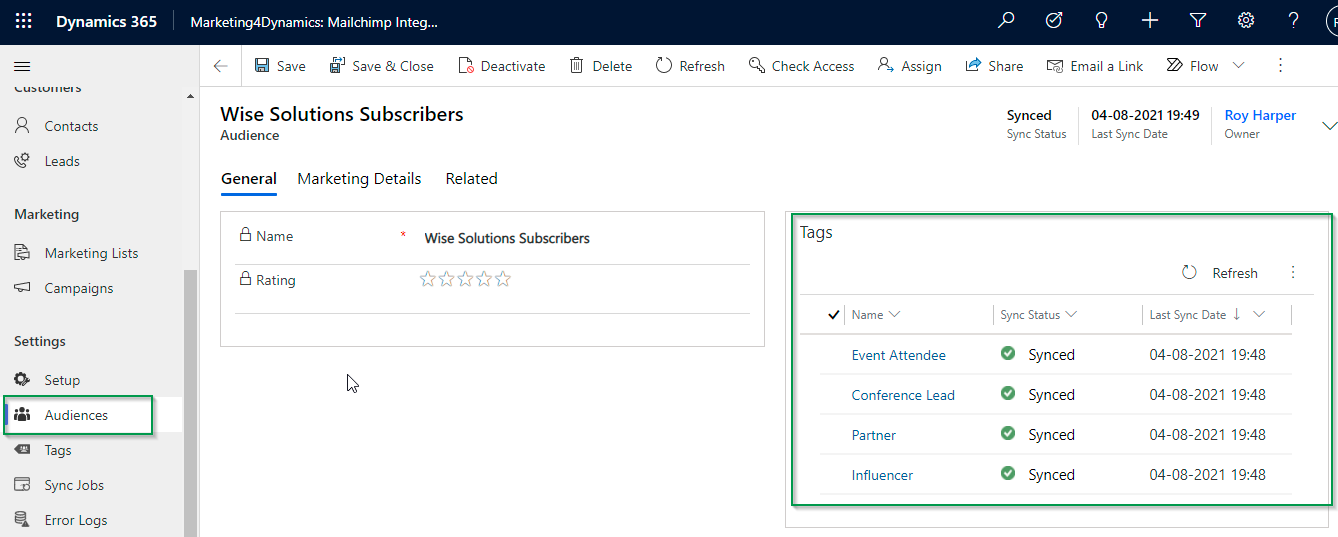 Dynamics 365
Marketing4Dynamics: Mailchimp Integ...
Save
Save & Close
Deactivate
Delete
Refresh
Check Access
Assign
Share
Email a Link
Flow
Customers
Contacts
Leads
Marketing
Marketing Lists
Campaigns
Settings
Setup
Audiences
Tags
Sync Jobs
Error Logs
Wise Solutions Subscribers
Audience
Synced
Sync Status
04-08-2021 19:49
Last Sync Date
Roy Harper
Owner
General
Marketing Details
Related
Name * Wise Solutions Subscribers
Rating
Tags
Refresh
Name Sync Status Last Sync Date
Event Attendee Synced 04-08-2021 19:48
Conference Lead Synced 04-08-2021 19:48
Partner Synced 04-08-2021 19:48
Influencer Synced 04-08-2021 19:48